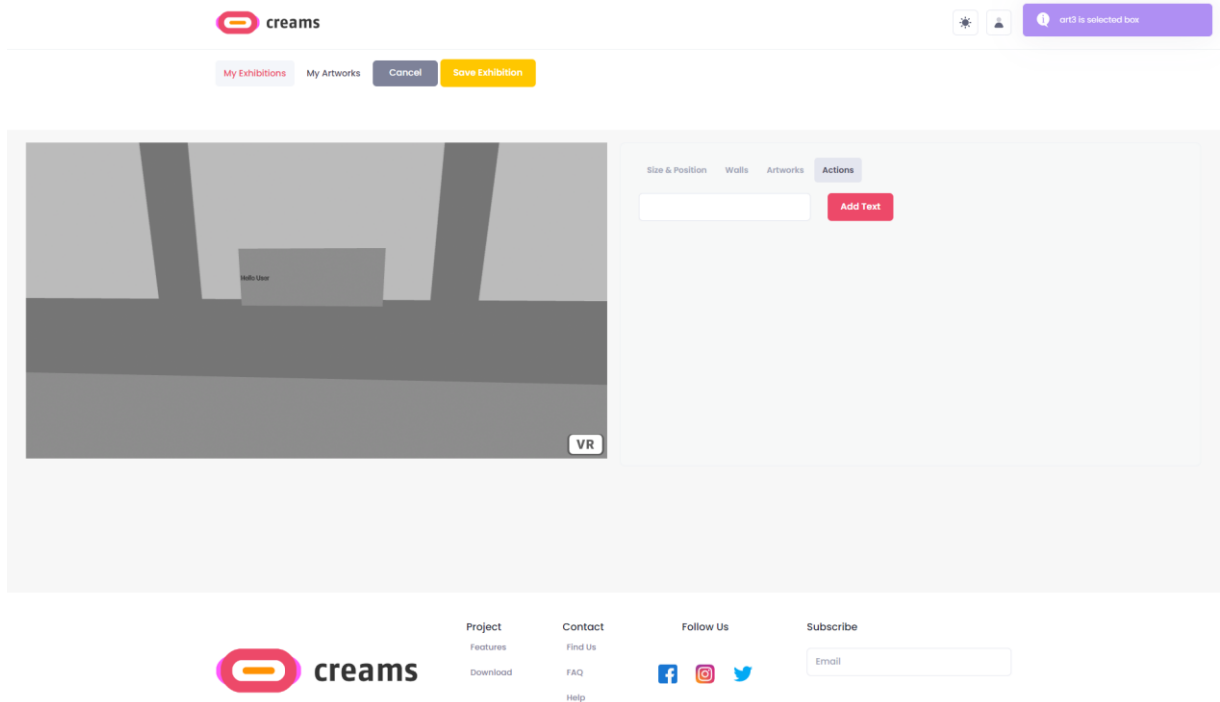 creams
art3 is selected box
My Exhibitions My Artworks Cancel Save Exhibition
Size & Position Walls Artworks Actions
Add Text
Hello User
VR
Project Contact Follow Us Subscribe
Features Find Us
Email
creams
Download FAQ
Help